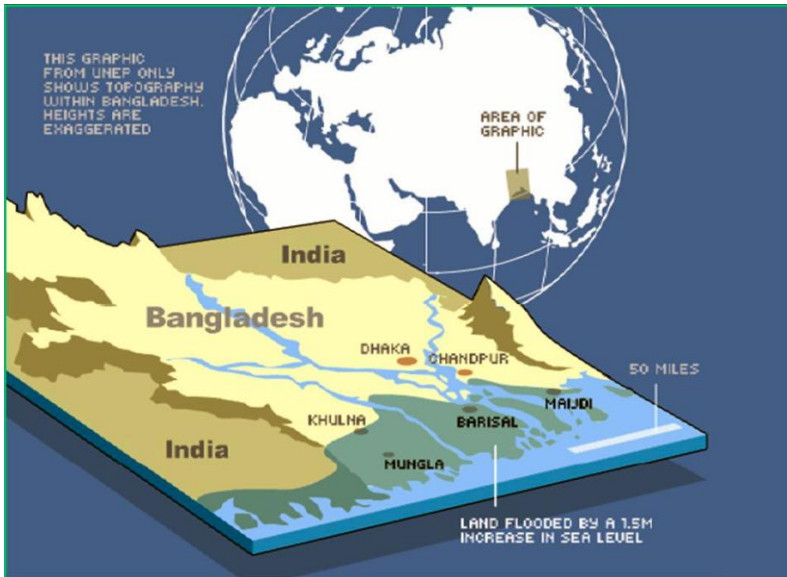 THIS GRAPHIC
FROM UNEP ONLY
SHOWS TOPOGRAPHY
WITHIN BANGLADESH.
HEIGHTS ARE
EXAGGERATED
AREA OF
GRAPHIC
India
Bangladesh
DHAKA
CHANDPUR
50 MILES
MAIJDI
KHULNA
BARISAL
India
MUNGLA
LAND FLOODED BY A 1.5M
INCREASE IN SEA LEVEL